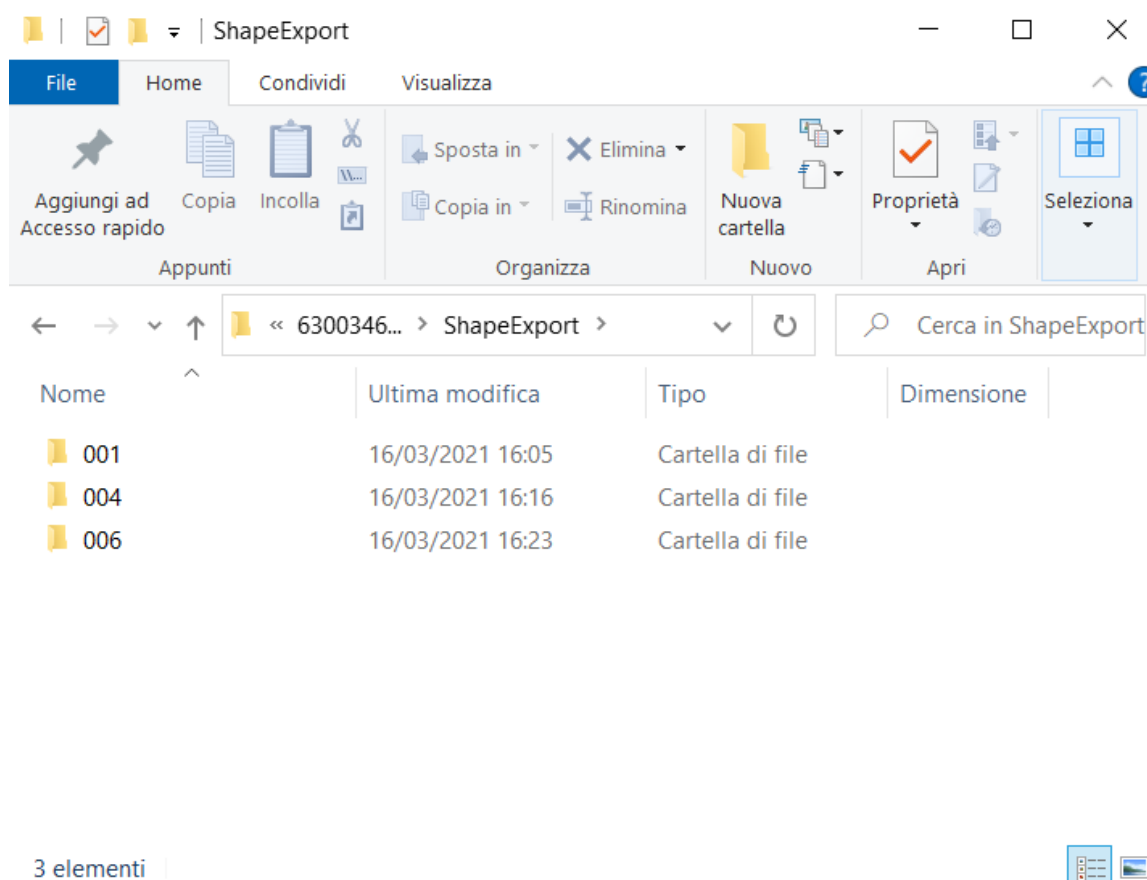 ShapeExport
File Home Condividi Visualizza ?
Aggiungi ad Accesso rapido
Copia Incolla
Sposta in
Copia in
Elimina
Rinomina
Nuova cartella
Proprietà
Seleziona
Appunti Organizza Nuovo Apri
« 6300346... > ShapeExport > Cerca in ShapeExport
Nome Ultima modifica Tipo Dimensione
001 16/03/2021 16:05 Cartella di file
004 16/03/2021 16:16 Cartella di file
006 16/03/2021 16:23 Cartella di file
3 elementi